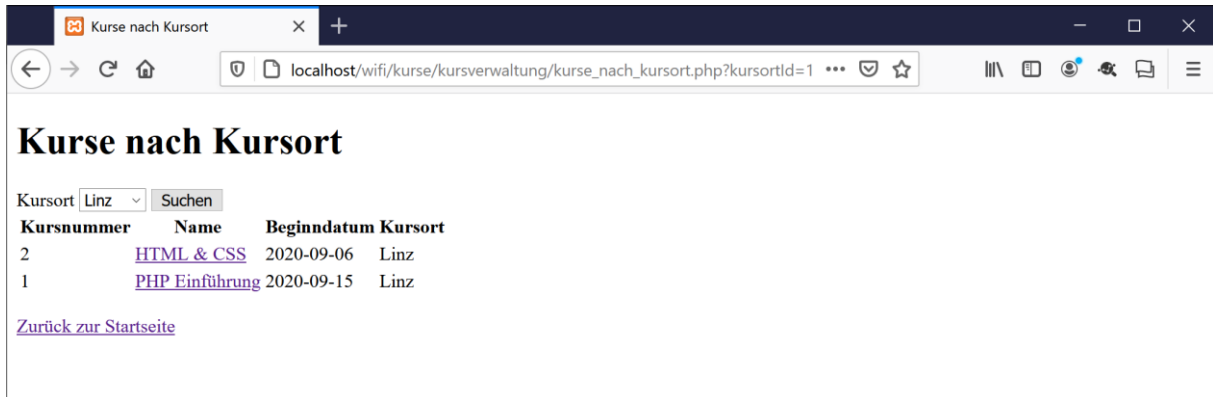 Kurse nach Kursort
localhost/wifi/kurse/kursverwaltung/kurse_nach_kursort.php?kursortId=1
Kurse nach Kursort
Kursort Linz Suchen
Kursnummer Name Beginndatum Kursort
2 HTML & CSS 2020-09-06 Linz
1 PHP Einführung 2020-09-15 Linz
Zurück zur Startseite